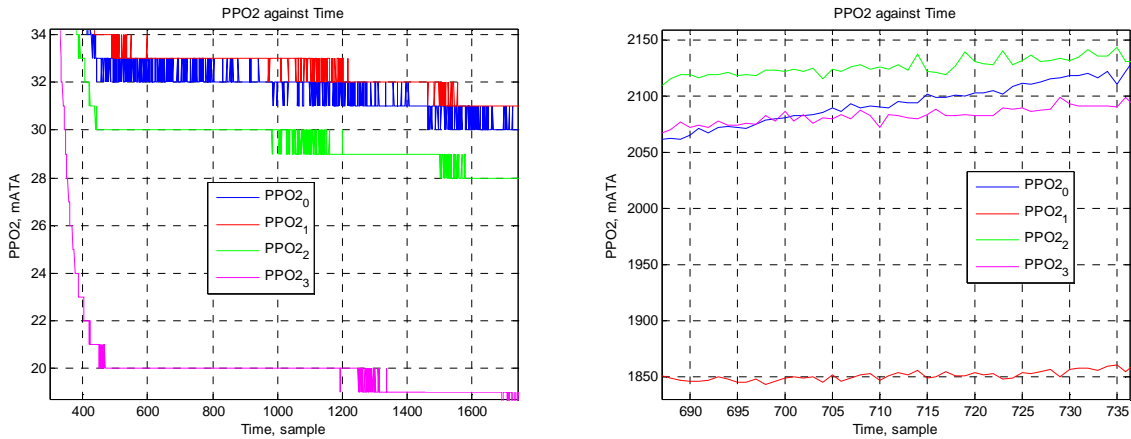 PPO2 against Time
34
32
30
28
26
24
22
20
PPO2, mATA
400 600 800 1000 1200 1400 1600
Time, sample
PPO2₀
PPO2₁
PPO2₂
PPO2₃
PPO2 against Time
2150
2100
2050
2000
1950
1900
1850
PPO2, mATA
690 695 700 705 710 715 720 725 730 735
Time, sample
PPO2₀
PPO2₁
PPO2₂
PPO2₃